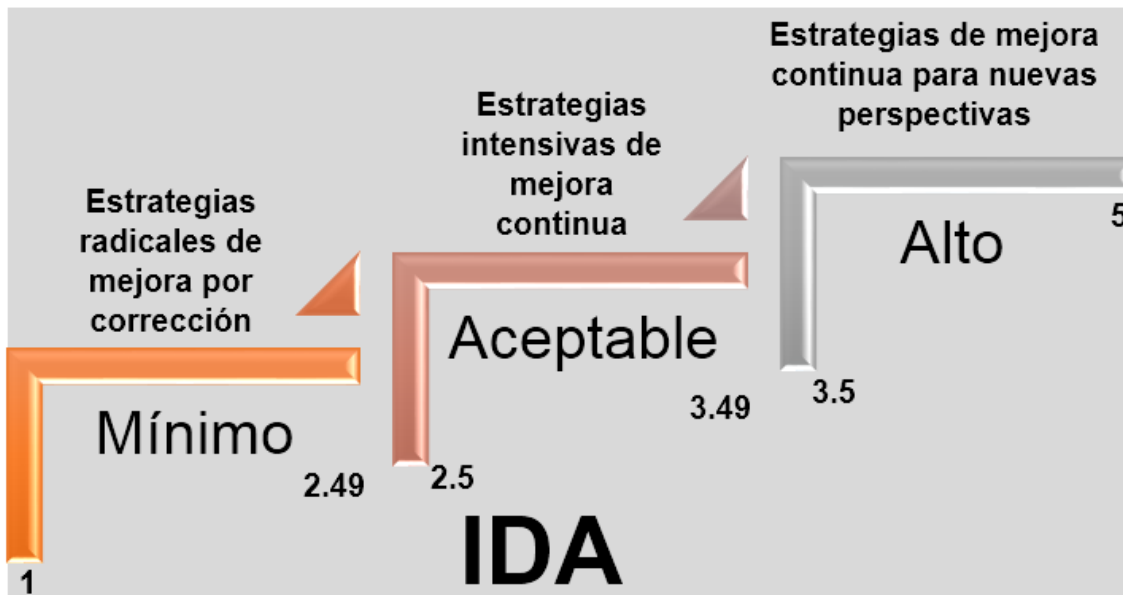 Estrategias
radicales de
mejora por
corrección
Mínimo
1
2.49
Estrategias
intensivas de
mejora
continua
Aceptable
2.5
3.49
Estrategias de mejora
continua para nuevas
perspectivas
Alto
3.5
5
IDA